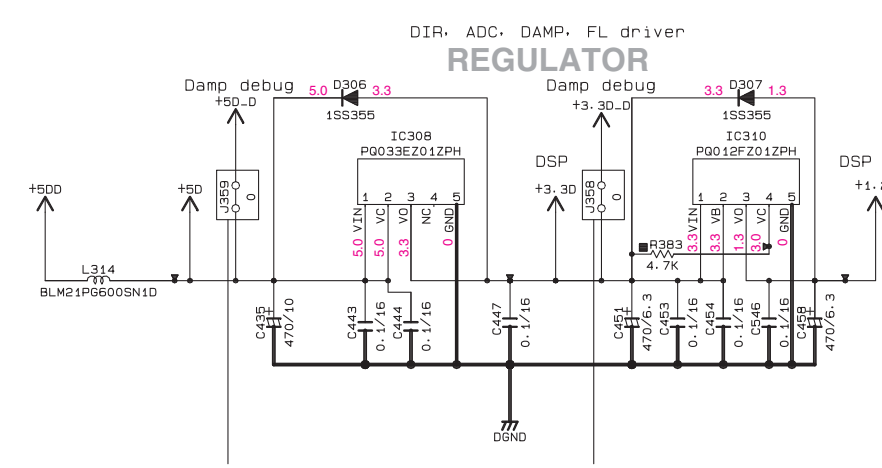 DIR, ADC, DAMP, FL driver
REGULATOR
Damp debug
+5D_D
5.0
D306
3.3
1SS355
Damp debug
+3.3D_D
3.3
D307
1.3
1SS355
IC308
PQ033EZ01ZPH
IC310
PQ012FZ01ZPH
DSP
DSP
+5DD
+5D
J359
0
1 2 3 4 5
+3.3D
J358
0
1 2 3 4 5
+1.2
VIN
VC
VO
NC
GND
5.0
5.0
3.3
0
VIN
VB
VO
VC
GND
3.3
3.3
1.3
3.0
0
R383
4.7K
L314
BLM21PG600SN1D
C435
+
470/10
C443
0.1/16
C444
0.1/16
C447
0.1/16
C451
+
470/6.3
C453
0.1/16
C454
0.1/16
C546
0.1/16
C458
+
470/6.3
DGND